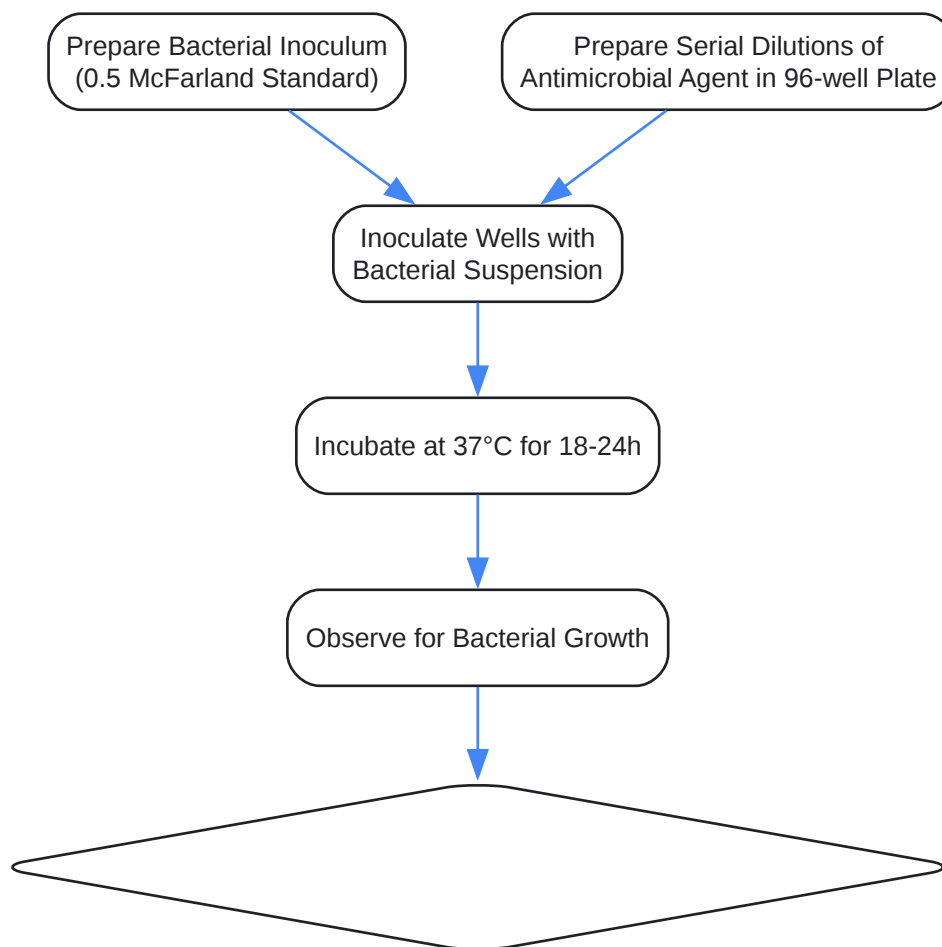 Prepare Bacterial Inoculum
(0.5 McFarland Standard)
Prepare Serial Dilutions of
Antimicrobial Agent in 96-well Plate
Inoculate Wells with
Bacterial Suspension
Incubate at 37°C for 18-24h
Observe for Bacterial Growth